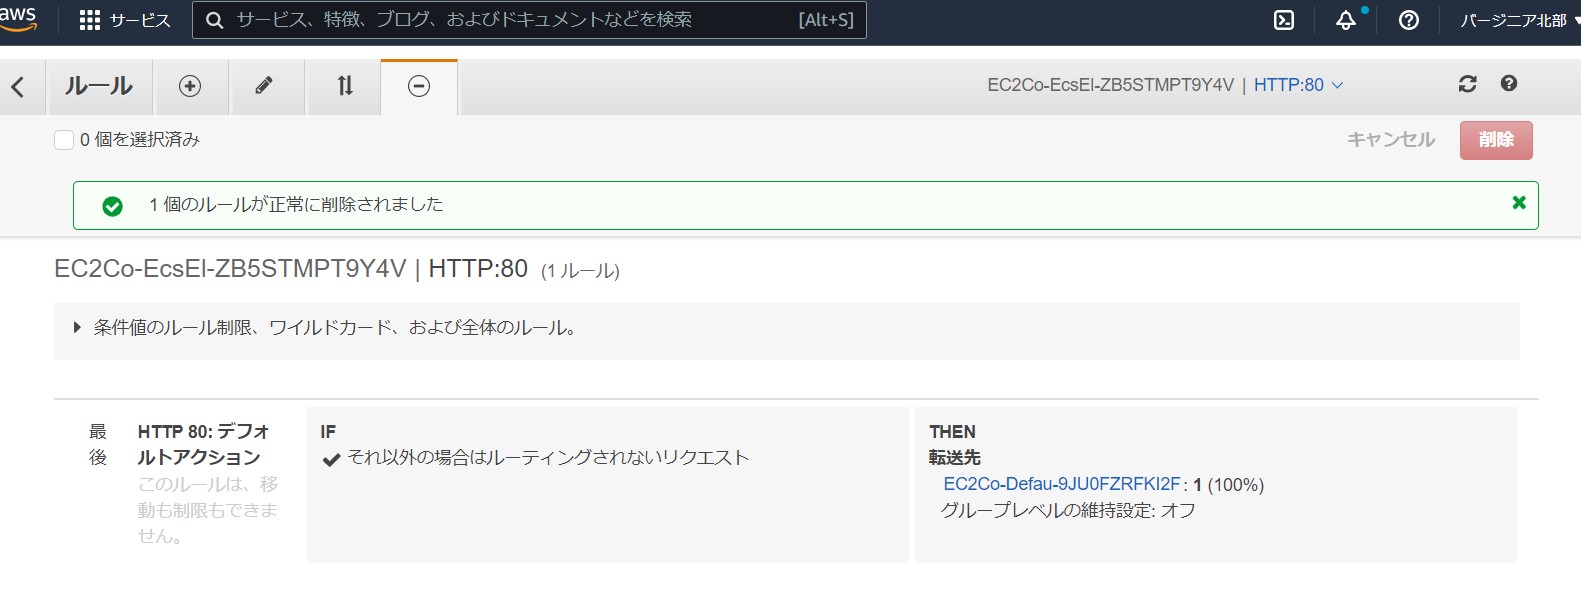 aws
サービス
サービス、特徴、ブログ、およびドキュメントなどを検索
[Alt+S]
バージニア北部
ルール
EC2Co-EcsEl-ZB5STMPT9Y4V | HTTP:80
0 個を選択済み
キャンセル
削除
1 個のルールが正常に削除されました
EC2Co-EcsEl-ZB5STMPT9Y4V | HTTP:80 (1 ルール)
条件値のルール制限、ワイルドカード、および全体のルール。
最
後
HTTP 80: デフォ
ルトアクション
このルールは、移
動も制限もできま
せん。
IF
それ以外の場合はルーティングされないリクエスト
THEN
転送先
EC2Co-Defau-9JU0FZRFKI2F : 1 (100%)
グループレベルの維持設定: オフ